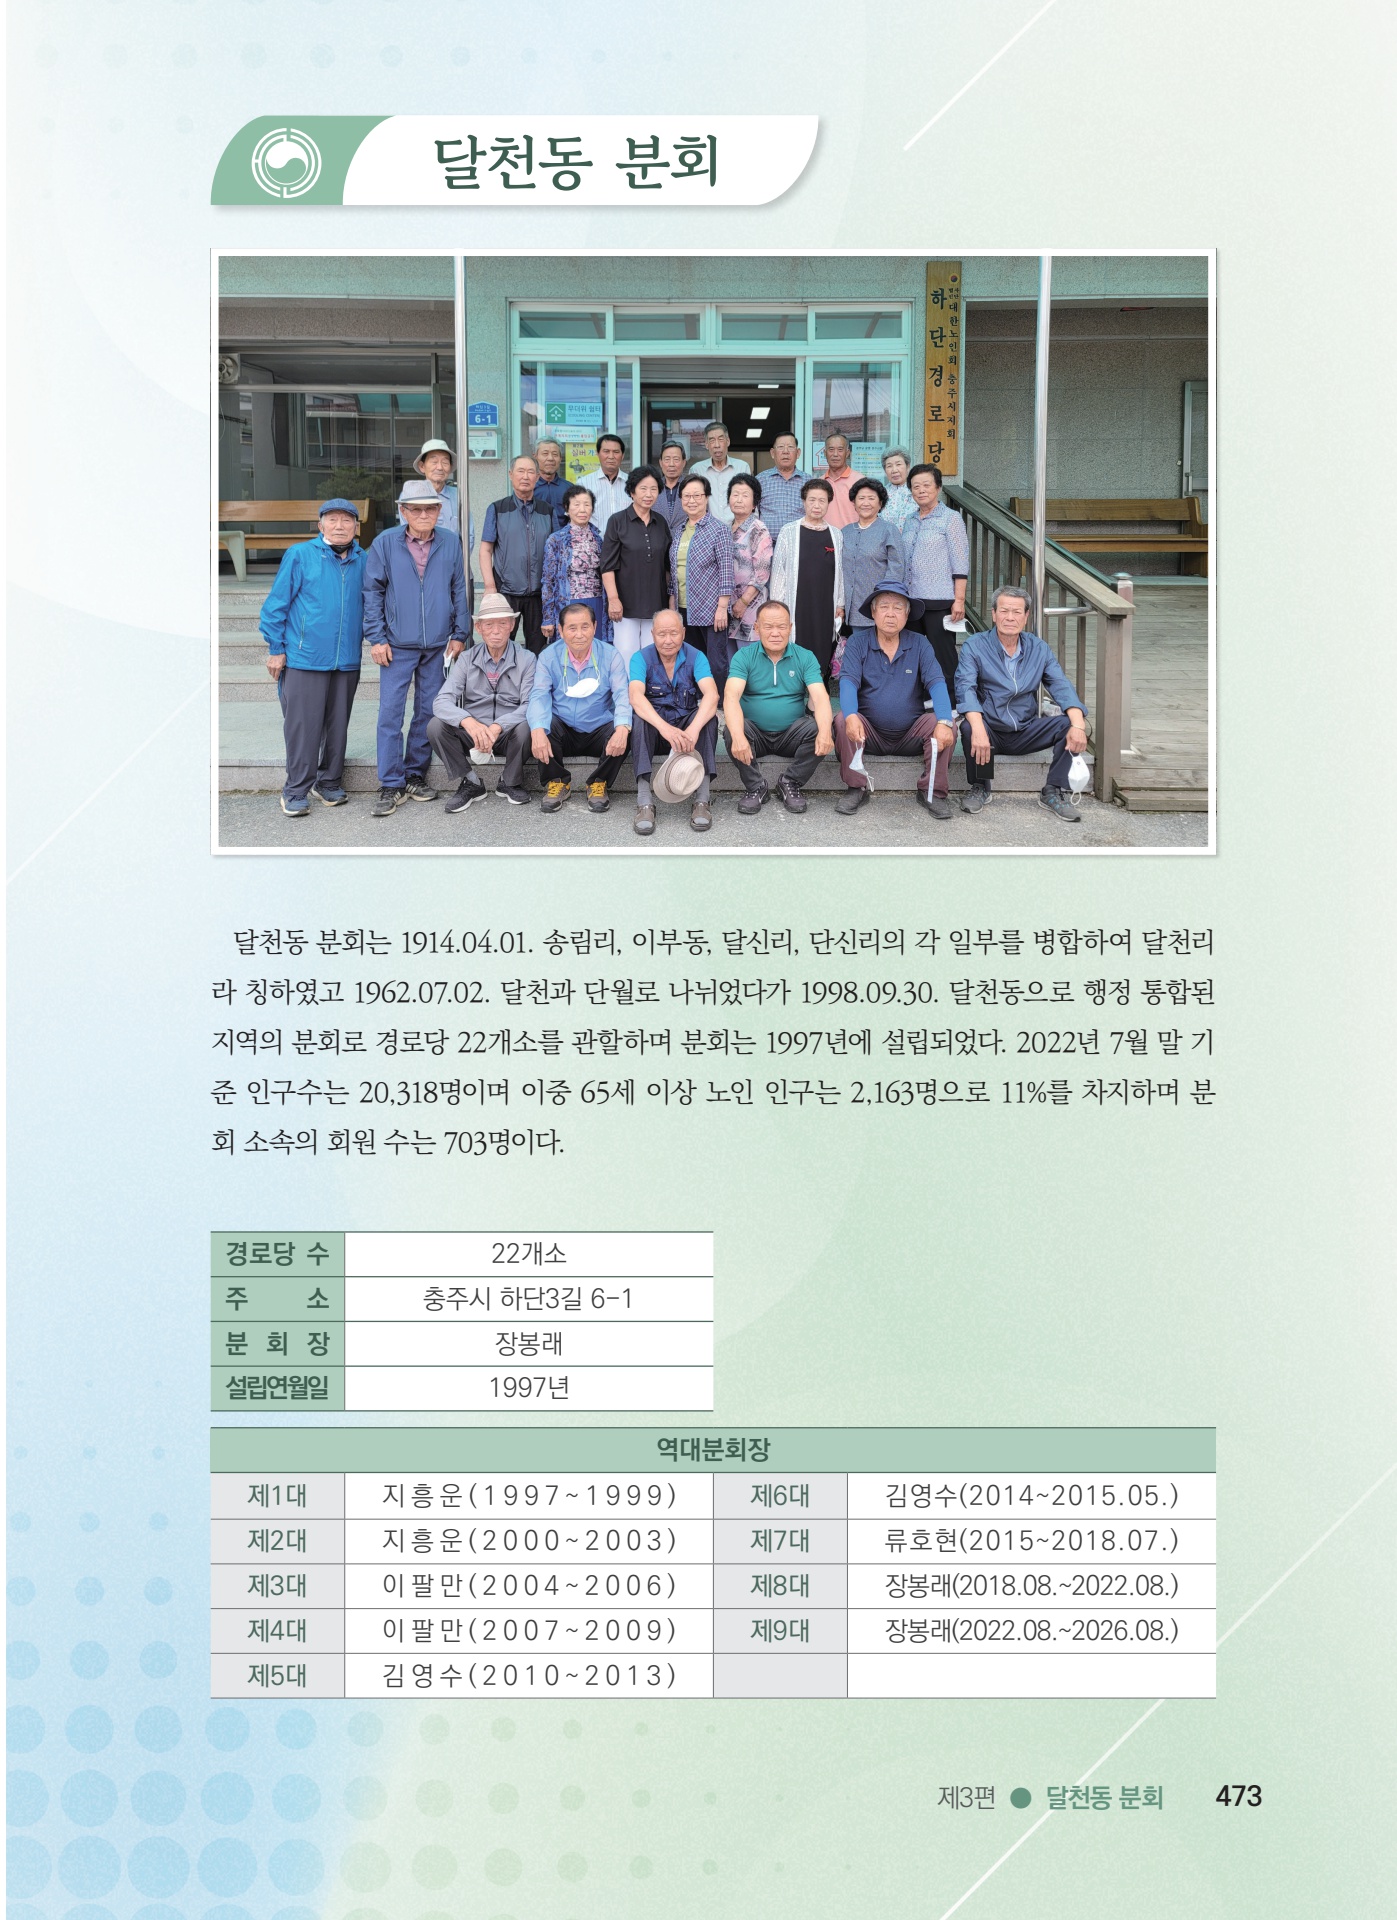 달천동 분회
하단경로당
대한노인회 충주시지회
6-1
무더위 쉼터
달천동 분회는 1914.04.01. 송림리, 이부동, 달신리, 단신리의 각 일부를 병합하여 달천리
라 칭하였고 1962.07.02. 달천과 단월로 나뉘었다가 1998.09.30. 달천동으로 행정 통합된
지역의 분회로 경로당 22개소를 관할하며 분회는 1997년에 설립되었다. 2022년 7월 말 기
준 인구수는 20,318명이며 이중 65세 이상 노인 인구는 2,163명으로 11%를 차지하며 분
회 소속의 회원 수는 703명이다.
경로당 수 22개소
주 소 충주시 하단3길 6-1
분 회 장 장봉래
설립연월일 1997년
역대분회장
제1대 지흥운(1997~1999) 제6대 김영수(2014~2015.05.)
제2대 지흥운(2000~2003) 제7대 류호현(2015~2018.07.)
제3대 이팔만(2004~2006) 제8대 장봉래(2018.08.~2022.08.)
제4대 이팔만(2007~2009) 제9대 장봉래(2022.08.~2026.08.)
제5대 김영수(2010~2013)
제3편 ● 달천동 분회 473